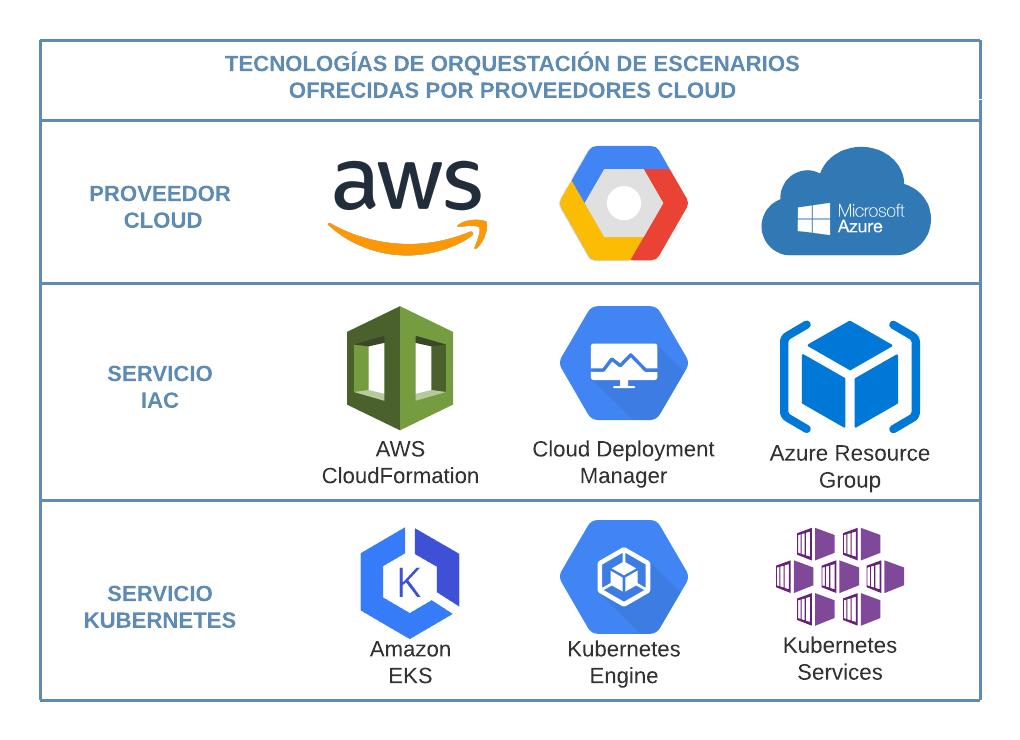 TECNOLOGÍAS DE ORQUESTACIÓN DE ESCENARIOS
OFRECIDAS POR PROVEEDORES CLOUD
PROVEEDOR
CLOUD
aws
Microsoft
Azure
SERVICIO
IAC
AWS
CloudFormation
Cloud Deployment
Manager
Azure Resource
Group
SERVICIO
KUBERNETES
K
Amazon
EKS
Kubernetes
Engine
Kubernetes
Services